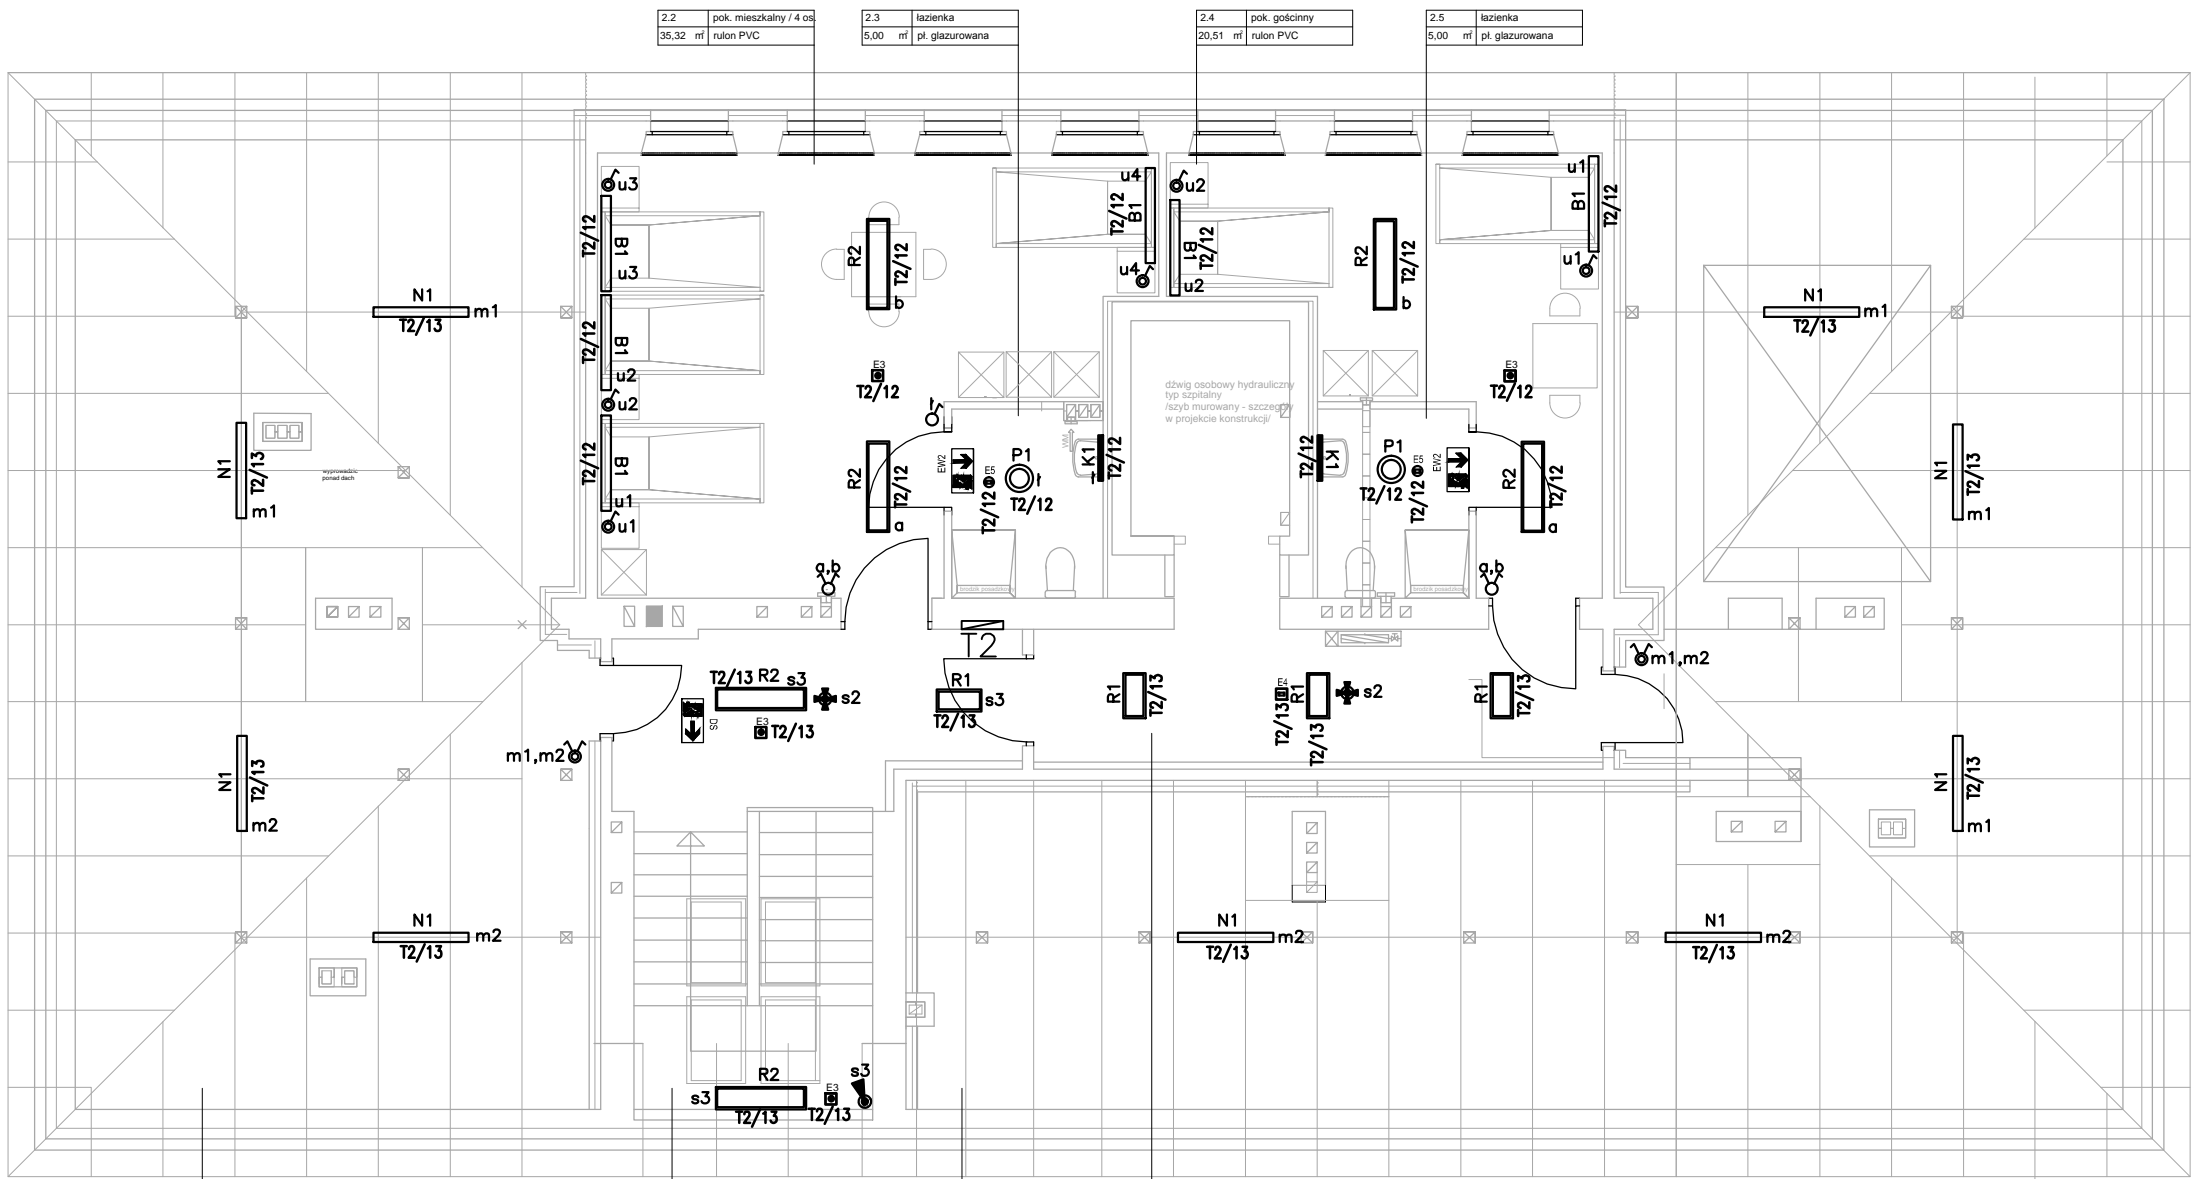 2.2 pok. mieszkalny / 4 os.
35,32 m² rulon PVC
2.3 łazienka
5,00 m² pł. glazurowana
2.4 pok. gościnny
20,51 m² rulon PVC
2.5 łazienka
5,00 m² pł. glazurowana
u3
T2/12
B1
u3
T2/12
B1
u2
u2
T2/12
B1
u1
u1
R2
T2/12
b
u4
T2/12
B1
u4
u2
B1
T2/12
u2
R2
T2/12
b
u1
B1
T2/12
u1
N1
T2/13
m1
N1
T2/13
m1
E3
T2/12
E3
T2/12
dźwig osobowy hydrauliczny
typ szpitalny
/szyb murowany - szczegóły
w projekcie konstrukcji/
t
R2
T2/12
a
EW2
E5
T2/12
P1
t
T2/12
WM
K1
t
T2/12
T2/12
K1
P1
T2/12
E5
T2/12
EW2
R2
T2/12
a
N1
T2/13
m1
wyprowadzic
ponad dach
N1
T2/13
m1
a,b
brodzik posadzkowy
brodzik posadzkowy
a,b
T2
m1,m2
T2/13
R2
s3
s2
DS
E3
T2/13
R1
s3
T2/13
R1
T2/13
E4
T2/13
R1
T2/13
s2
R1
T2/13
m1,m2
N1
T2/13
m2
N1
T2/13
m1
N1
T2/13
m2
N1
T2/13
m2
N1
T2/13
m2
R2
s3
T2/13
E3
T2/13
s3